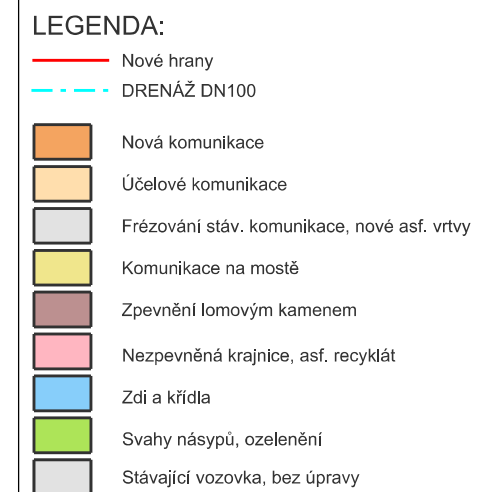 LEGENDA:
Nové hrany
DRENÁŽ DN100
Nová komunikace
Účelové komunikace
Frézování stáv. komunikace, nové asf. vrtvy
Komunikace na mostě
Zpevnění lomovým kamenem
Nezpevněná krajnice, asf. recyklát
Zdi a křídla
Svahy násypů, ozelenění
Stávající vozovka, bez úpravy